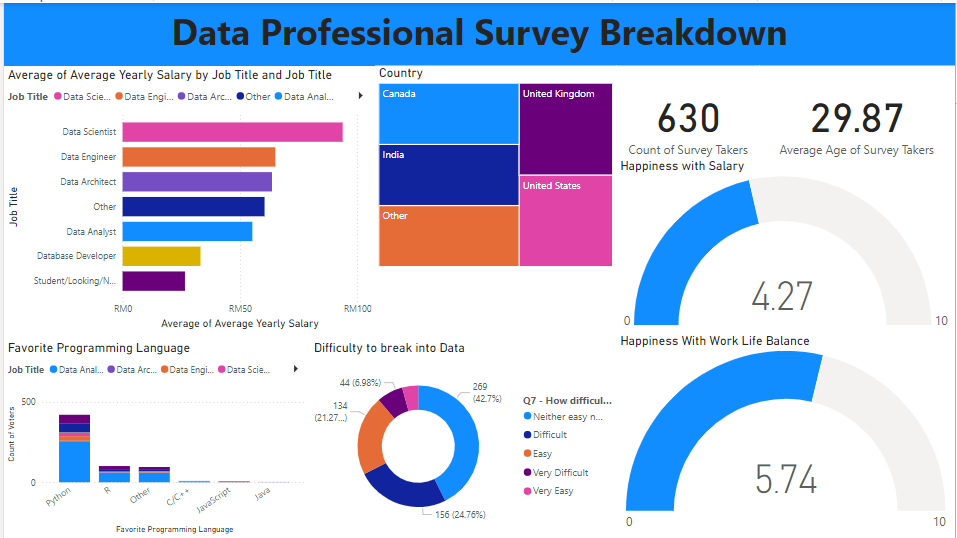 Data Professional Survey Breakdown
Average of Average Yearly Salary by Job Title and Job Title
Job Title Data Scie... Data Engi... Data Arc... Other Data Anal...
Job Title
Data Scientist
Data Engineer
Data Architect
Other
Data Analyst
Database Developer
Student/Looking/N...
RM0 RM50 RM100
Average of Average Yearly Salary
Country
Canada
United Kingdom
India
United States
Other
630
Count of Survey Takers
29.87
Average Age of Survey Takers
Happiness with Salary
4.27
0 10
Favorite Programming Language
Job Title Data Anal... Data Arc... Data Engi... Data Scie...
Count of Voters
500
0
Python R Other C/C++ JavaScript Java
Favorite Programming Language
Difficulty to break into Data
44 (6.98%)
269
(42.7%)
134
(21.27...)
156 (24.76%)
Q7 - How difficul...
Neither easy n...
Difficult
Easy
Very Difficult
Very Easy
Happiness With Work Life Balance
5.74
0 10